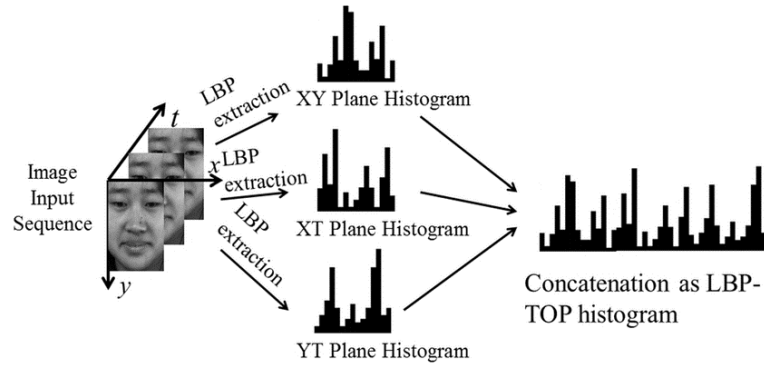 LBP
extraction
XY Plane Histogram
t
Image
Input
Sequence
x
LBP
extraction
XT Plane Histogram
LBP
extraction
y
YT Plane Histogram
Concatenation as LBP-
TOP histogram